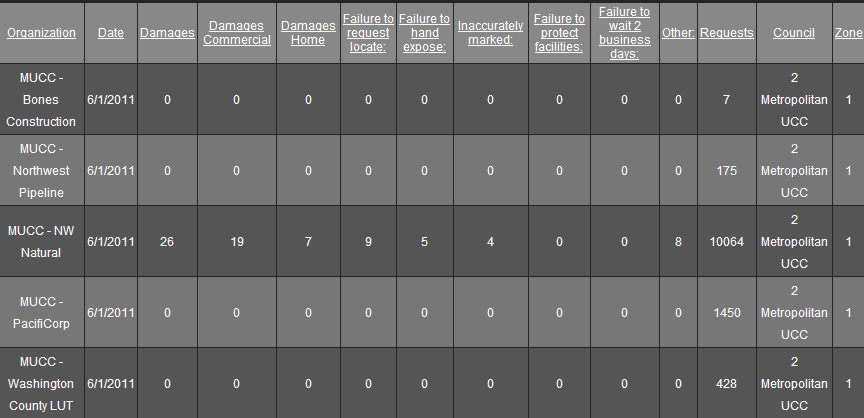 Organization Date Damages Damages Commercial Damages Home Failure to request locate: Failure to hand expose: Inaccurately marked: Failure to protect facilities: Failure to wait 2 business days: Other: Requests Council Zone
MUCC - Bones Construction 6/1/2011 0 0 0 0 0 0 0 0 0 7 2 Metropolitan UCC 1
MUCC - Northwest Pipeline 6/1/2011 0 0 0 0 0 0 0 0 0 175 2 Metropolitan UCC 1
MUCC - NW Natural 6/1/2011 26 19 7 9 5 4 0 0 8 10064 2 Metropolitan UCC 1
MUCC - PacifiCorp 6/1/2011 0 0 0 0 0 0 0 0 0 1450 2 Metropolitan UCC 1
MUCC - Washington County LUT 6/1/2011 0 0 0 0 0 0 0 0 0 428 2 Metropolitan UCC 1